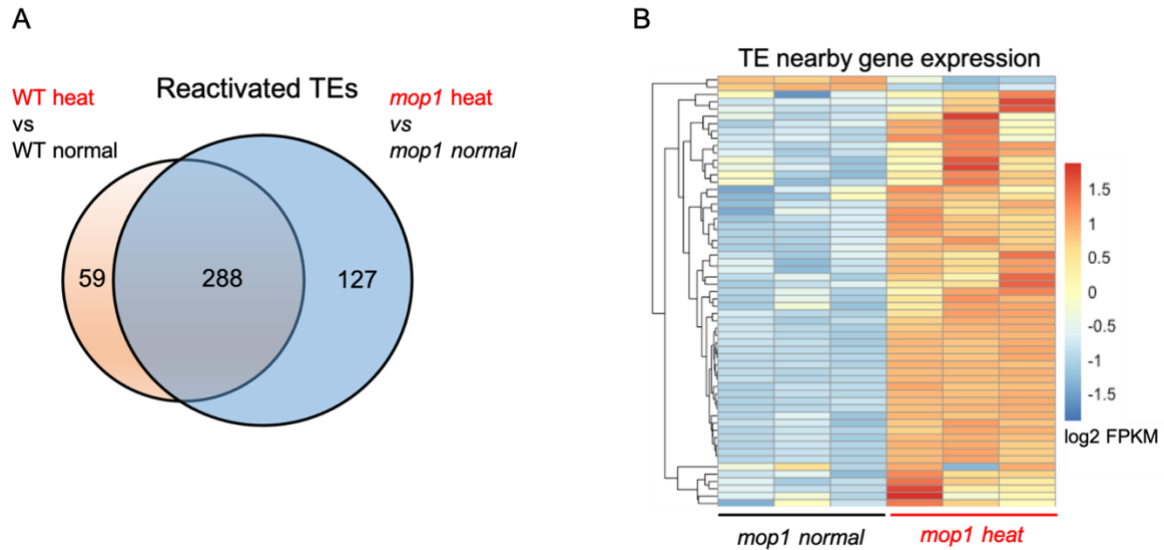 A
Reactivated TEs
WT heat
vs
WT normal
mop1 heat
vs
mop1 normal
59
288
127
B
TE nearby gene expression
1.5
1
0.5
0
-0.5
-1
-1.5
log2 FPKM
mop1 normal
mop1 heat